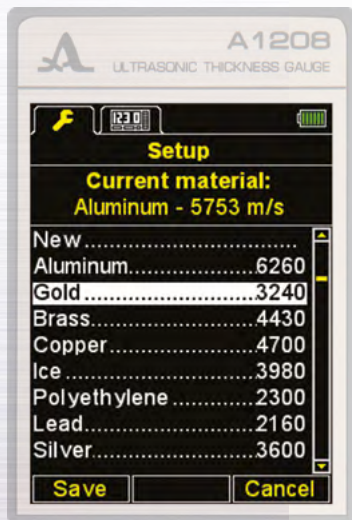 A1208
ULTRASONIC THICKNESS GAUGE
123.0
Setup
Current material:
Aluminum - 5753 m/s
New..............................
Aluminum....................6260
Gold ...........................3240
Brass..........................4430
Copper.......................4700
Ice ..............................3980
Polyethylene ..............2300
Lead...........................2160
Silver..........................3600
Save Cancel